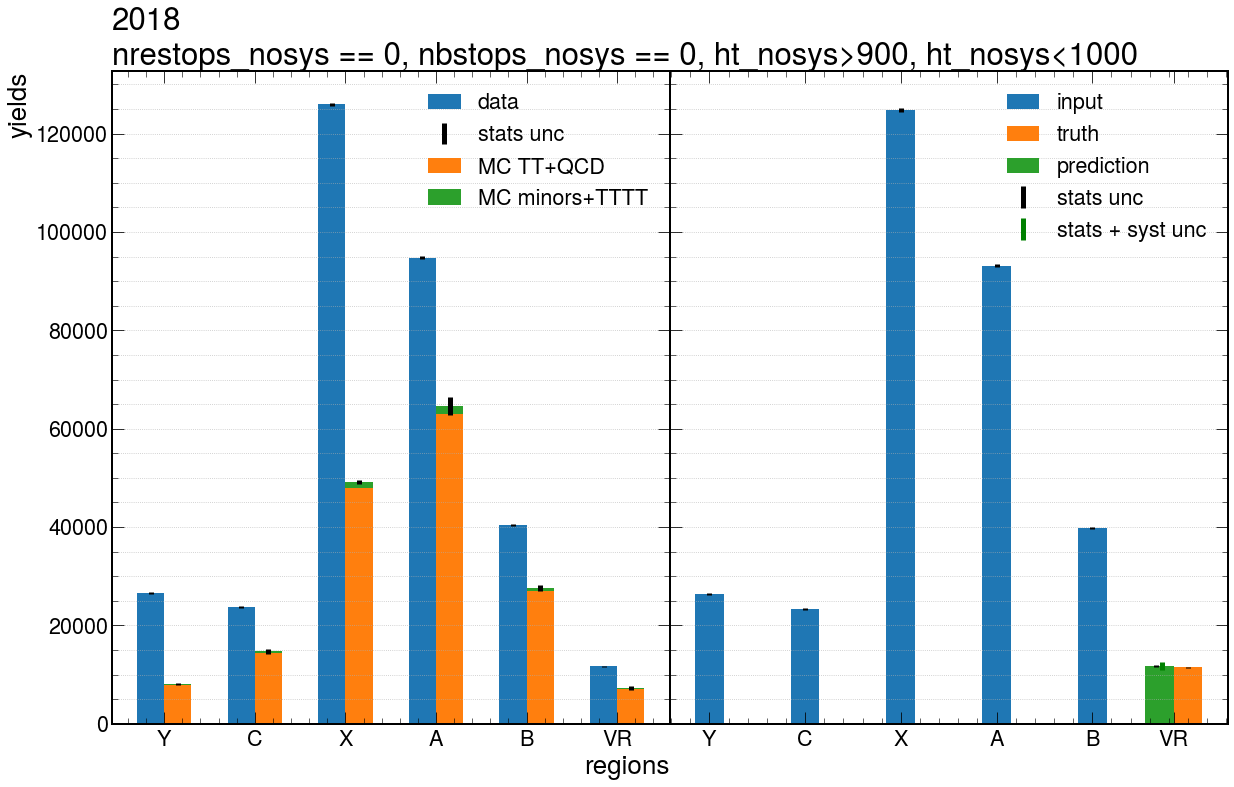 2018
nrestops_nosys == 0, nbstops_nosys == 0, ht_nosys>900, ht_nosys<1000
yields
120000
100000
80000
60000
40000
20000
0
data
stats unc
MC TT+QCD
MC minors+TTTT
input
truth
prediction
stats unc
stats + syst unc
Y C X A B VR
Y C X A B VR
regions